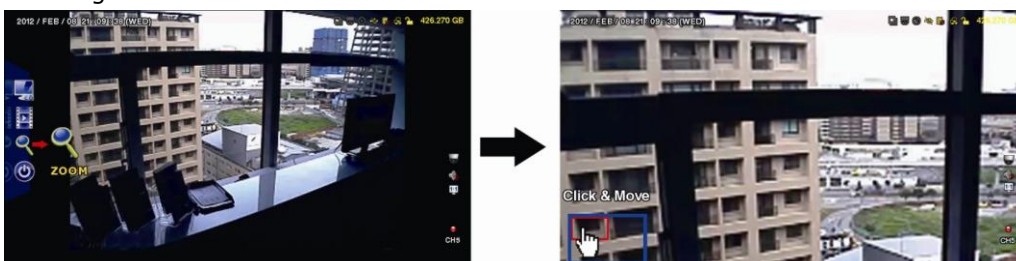 2012 / FEB / 08 21 : 09 : 38 (WED)
426.270 GB
ZOOM
CH5
2012 / FEB / 08 21 : 09 : 38 (WED)
Click & Move
CH5